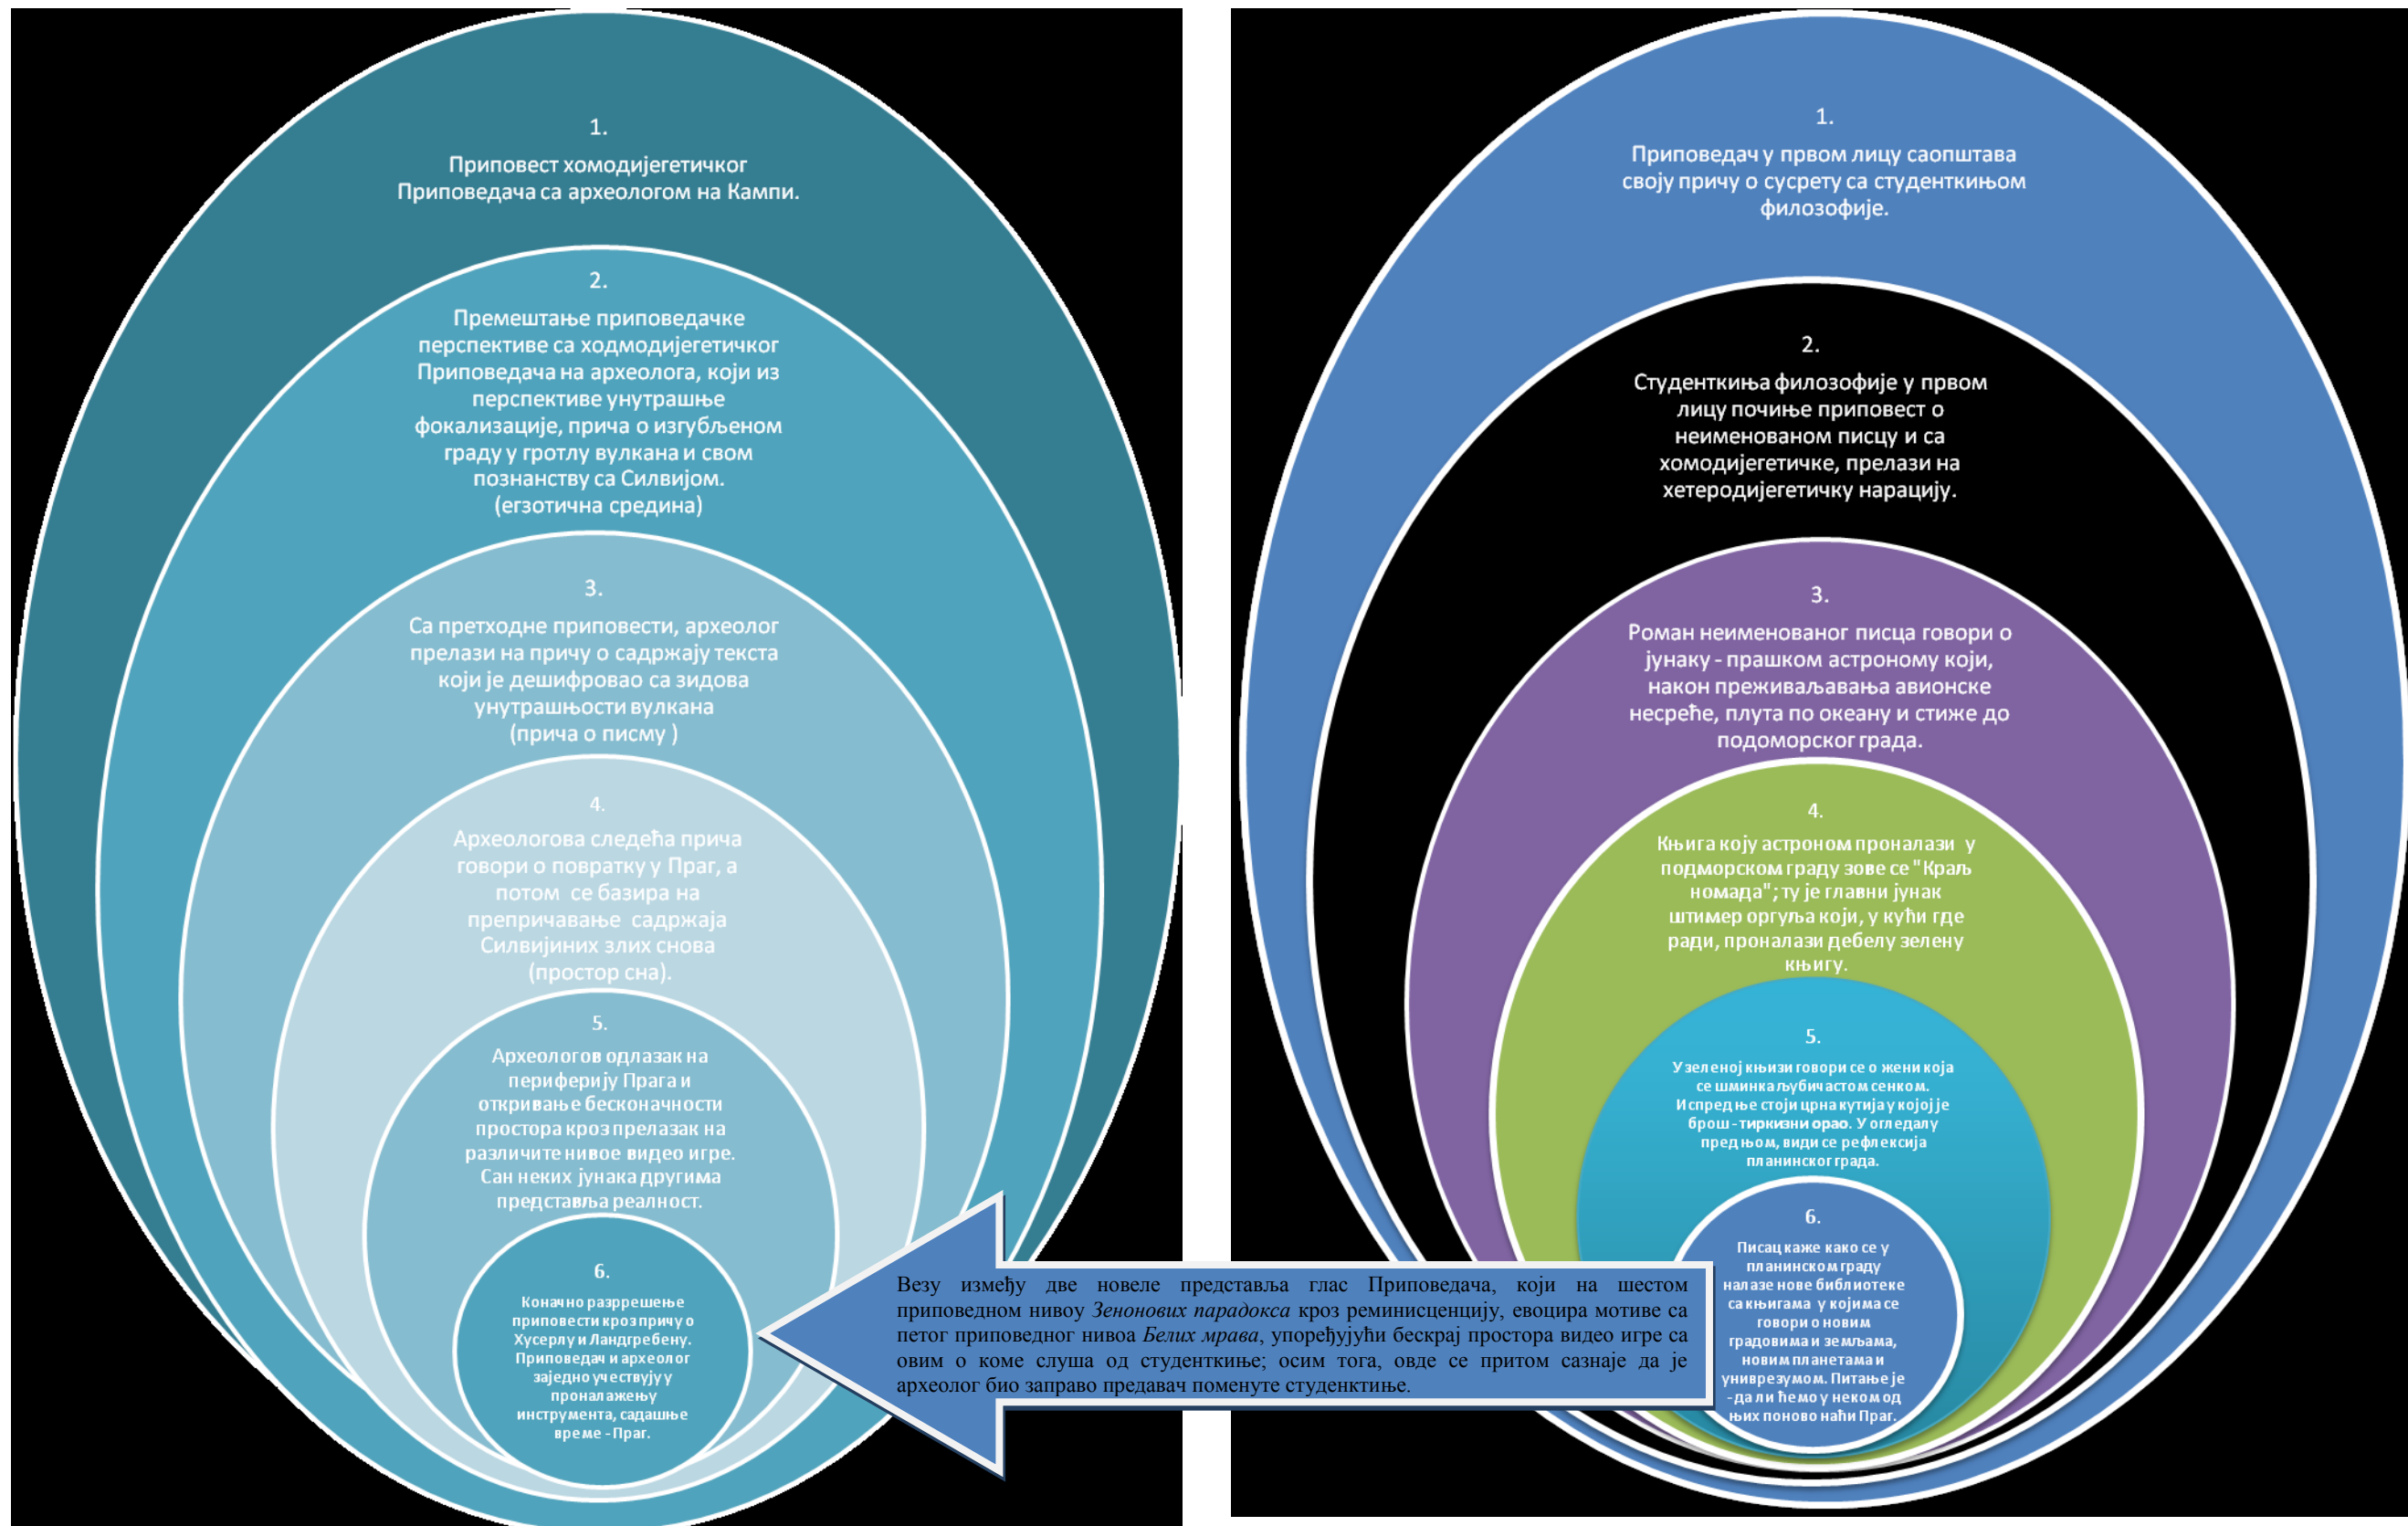 1.
Приповест хомодијегетичког
Приповедача са археологом на Кампи.
2.
Премештање приповедачке
перспективе са ходмодијегетичког
Приповедача на археолога, који из
перспективе унутрашње
фокализације, прича о изгубљеном
граду у гротлу вулкана и свом
познанству са Силвијом.
(егзотична средина)
3.
Са претходне приповести, археолог
прелази на причу о садржају текста
који је дешифровао са зидова
унутрашњости вулкана
(прича о писму )
4.
Археологова следећа прича
говори о повратку у Праг, а
потом се базира на
препричавање садржаја
Силвијиних злих снова
(простор сна).
5.
Археологов одлазак на
периферију Прага и
откривање бесконачности
простора кроз прелазак на
различите нивое видео игре.
Сан неких јунака другима
представља реалност.
6.
Коначно разррешење
приповести кроз причу о
Хусерлу и Ландгребену.
Приповедач и археолог
заједно учествују у
проналажењу
инструмента, садашње
време - Праг.
Везу између две новеле представља глас Приповедача, који на шестом
приповедном нивоу Зенонових парадокса кроз реминисценцију, евоцира мотиве са
петог приповедног нивоа Белих мрава, упоређујући бескрај простора видео игре са
овим о коме слуша од студенткиње; осим тога, овде се притом сазнаје да је
археолог био заправо предавач поменуте студенктиње.
1.
Приповедач у првом лицу саопштава
своју причу о сусрету са студенткињом
филозофије.
2.
Студенткиња филозофије у првом
лицу почиње приповест о
неименованом писцу и са
хомодијегетичке, прелази на
хетеродијегетичку нарацију.
3.
Роман неименованог писца говори о
јунаку - прашком астроному који,
након преживаљавања авионске
несреће, плута по океану и стиже до
подоморског града.
4.
Књига коју астроном проналази у
подморском граду зове се "Краљ
номада"; ту је главни јунак
штимер оргуља који, у кући где
ради, проналази дебелу зелену
књигу.
5.
У зеленој књизи говори се о жени која
се шминка љубичастом сенком.
Испред ње стоји црна кутија у којој је
брош - тиркизни орао. У огледалу
пред њом, види се рефлексија
планинског града.
6.
Писац каже како се у
планинском граду
налазе нове библиотеке
са књигама у којима се
говори о новим
градовима и земљама,
новим планетама и
униврезумом. Питање је
- да ли ћемо у неком од
њих поново наћи Праг.